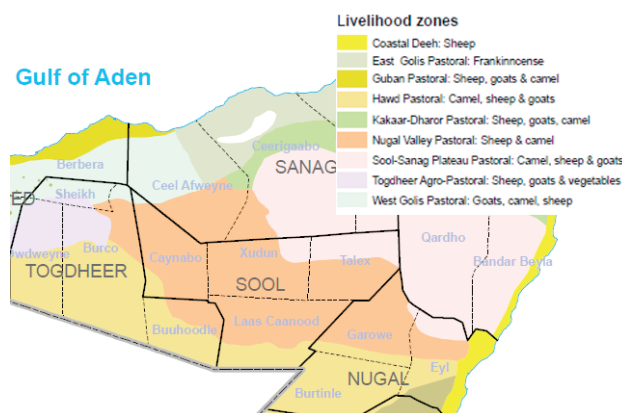 Livelihood zones
Coastal Deeh: Sheep
East Golis Pastoral: Frankinncense
Guban Pastoral: Sheep, goats & camel
Hawd Pastoral: Camel, sheep & goats
Kakaar-Dharor Pastoral: Sheep, goats, camel
Nugal Valley Pastoral: Sheep & camel
Sool-Sanag Plateau Pastoral: Camel, sheep & goats
Togdheer Agro-Pastoral: Sheep, goats & vegetables
West Golis Pastoral: Goats, camel, sheep
Gulf of Aden
Berbera
Ceerigaabo
SANAG
Ceel Afweyne
Sheikh
ED
Qardho
wdweyne
Burco
Xudun
Talex
Caynabo
Bandar Beyla
TOGDHEER
SOOL
Buuhoodle
Laas Caanood
Garowe
Eyl
NUGAL
Burtinle